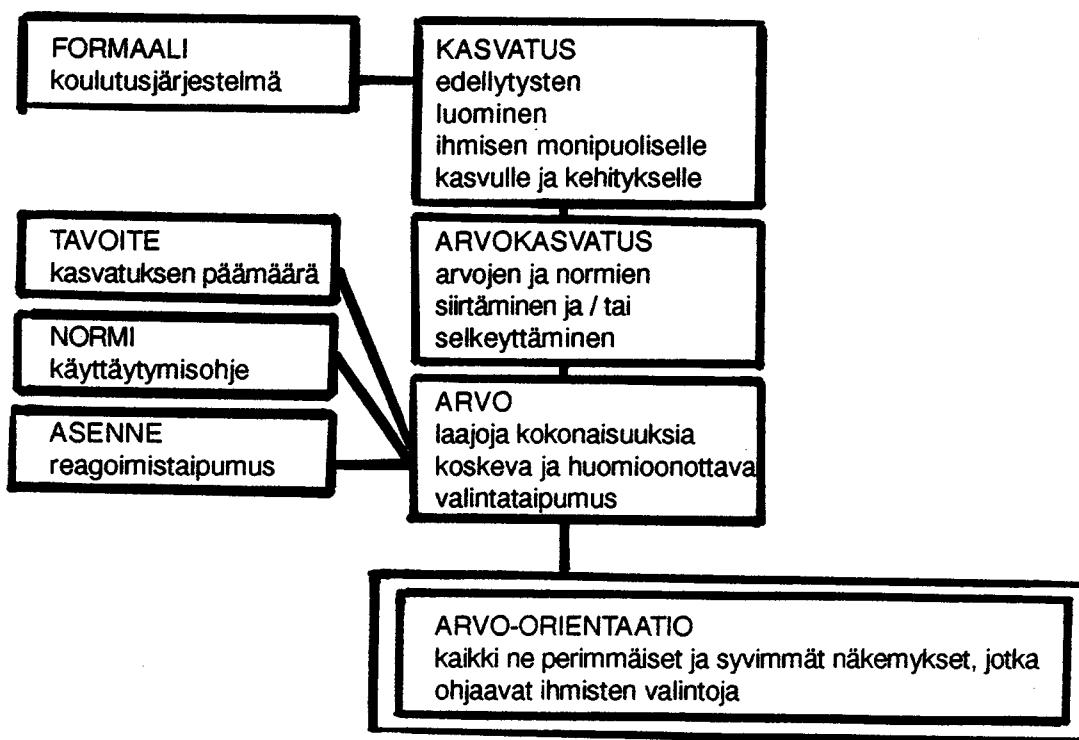 FORMAALI
koulutusjärjestelmä
KASVATUS
edellytysten
luominen
ihmisen monipuoliselle
kasvulle ja kehitykselle
TAVOITE
kasvatuksen päämäärä
NORMI
käyttäytymisohje
ASENNE
reagoimistaipumus
ARVOKASVATUS
arvojen ja normien
siirtäminen ja / tai
selkeyttäminen
ARVO
laajoja kokonaisuuksia
koskeva ja huomioonottava
valintataipumus
ARVO-ORIENTAATIO
kaikki ne perimmäiset ja syvimmät näkemykset, jotka
ohjaavat ihmisten valintoja